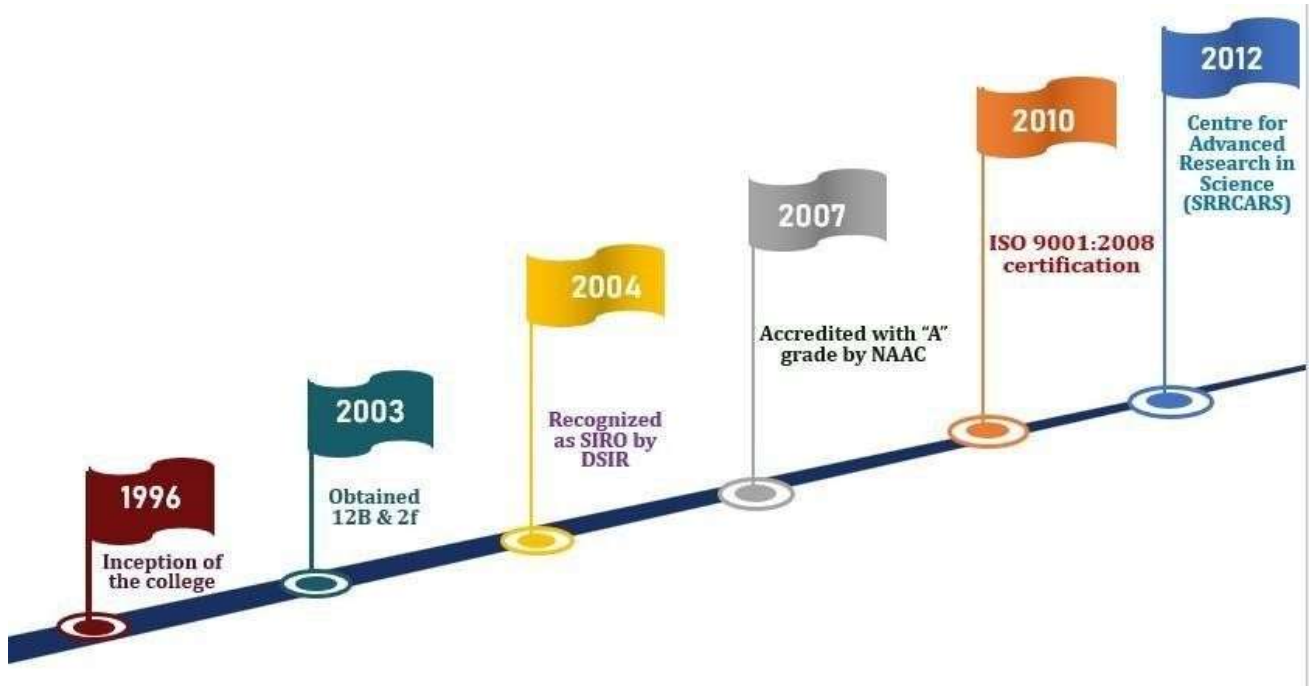 1996
Inception of
the college
2003
Obtained
12B & 2f
2004
Recognized
as SIRO by
DSIR
2007
Accredited with “A”
grade by NAAC
2010
ISO 9001:2008
certification
2012
Centre for
Advanced
Research in
Science
(SRRCARS)